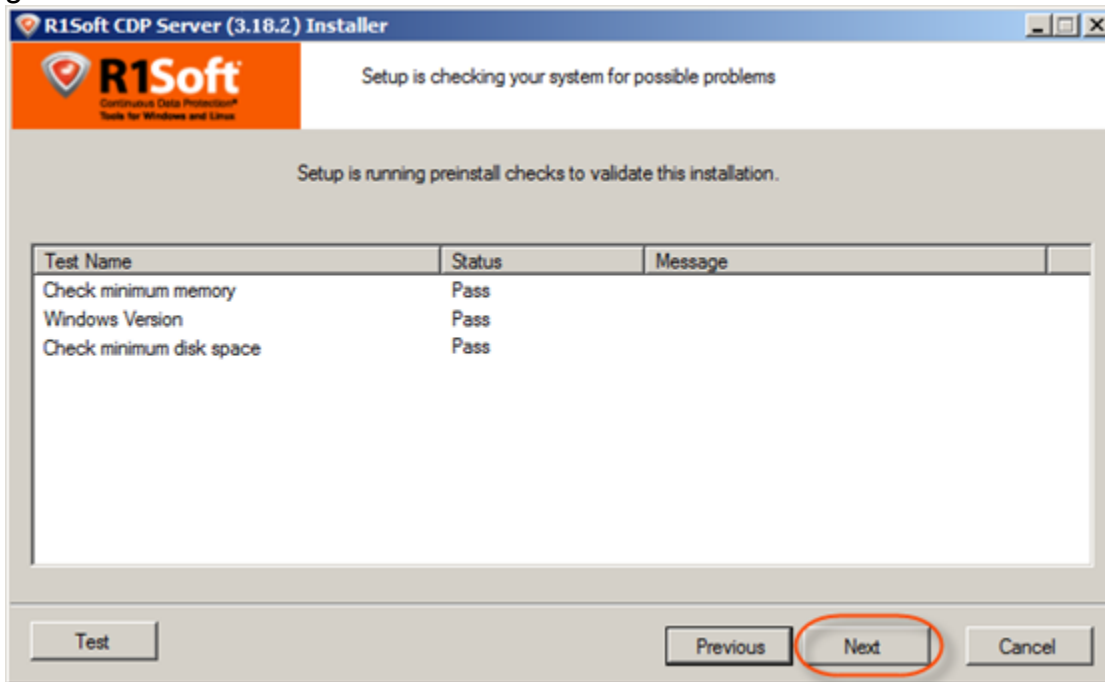 g
R1Soft CDP Server (3.18.2) Installer
R1Soft
Continuous Data Protection®
Tools for Windows and Linux
Setup is checking your system for possible problems
Setup is running preinstall checks to validate this installation.
Test Name Status Message
Check minimum memory Pass
Windows Version Pass
Check minimum disk space Pass
Test Previous Next Cancel